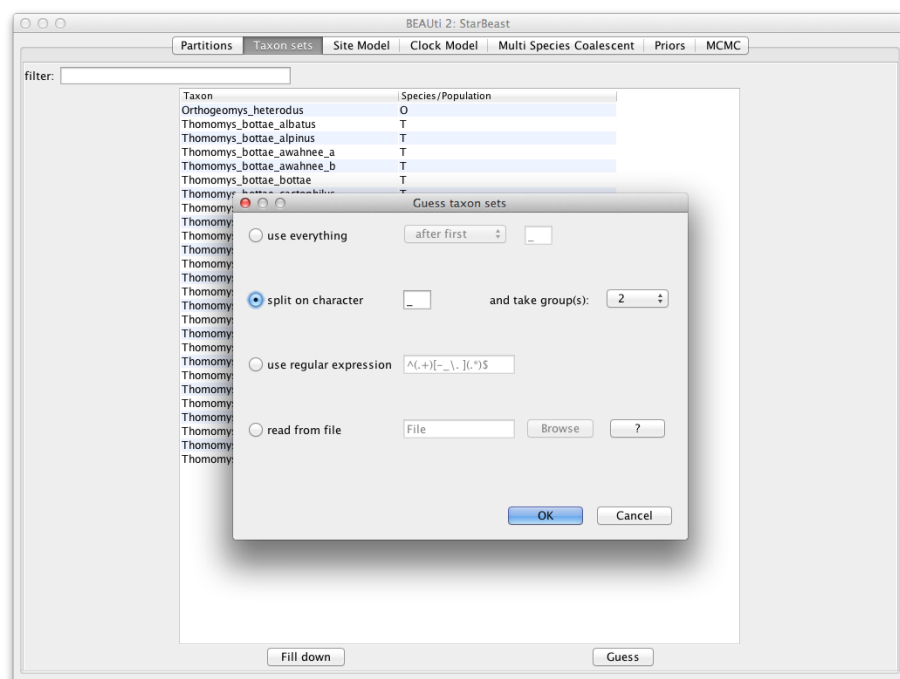 BEAUti 2: StarBeast
Partitions Taxon sets Site Model Clock Model Multi Species Coalescent Priors MCMC
filter:
Taxon Species/Population
Orthogeomys_heterodus O
Thomomys_bottae_albatus T
Thomomys_bottae_alpinus T
Thomomys_bottae_awahnee_a T
Thomomys_bottae_awahnee_b T
Thomomys_bottae_bottae T
Guess taxon sets
use everything after first _
split on character _ and take group(s): 2
use regular expression ^(.+)[-_\. ](.*)$
read from file File Browse ?
OK Cancel
Fill down Guess